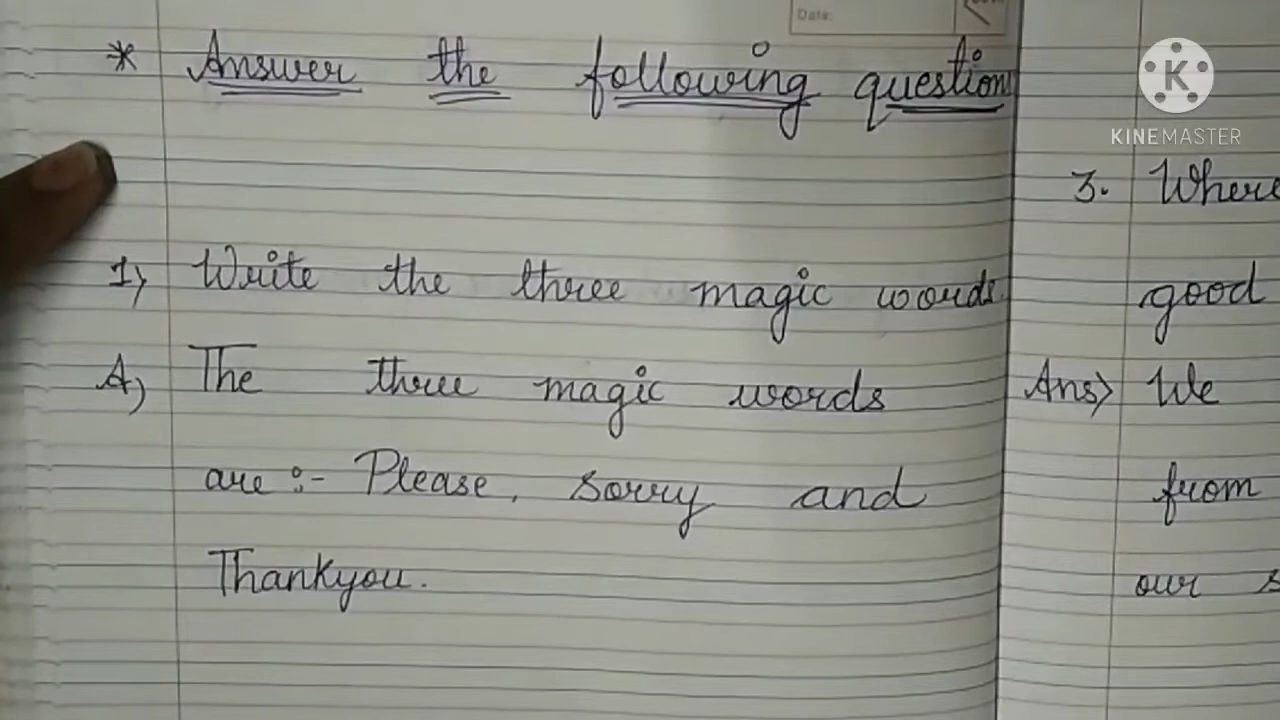 Date:
* Answer the following question
1) Write the three magic words.
A) The three magic words
are :- Please, sorry and
Thankyou.
3. Where
good
Ans> We
from
our s
KINEMASTER